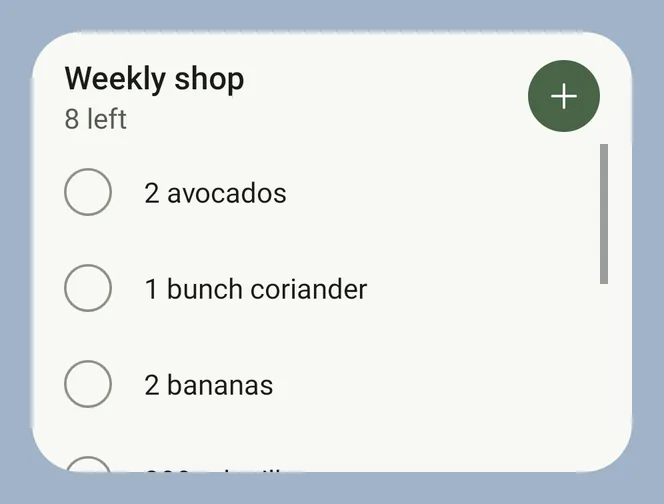 Weekly shop
8 left
2 avocados
1 bunch coriander
2 bananas